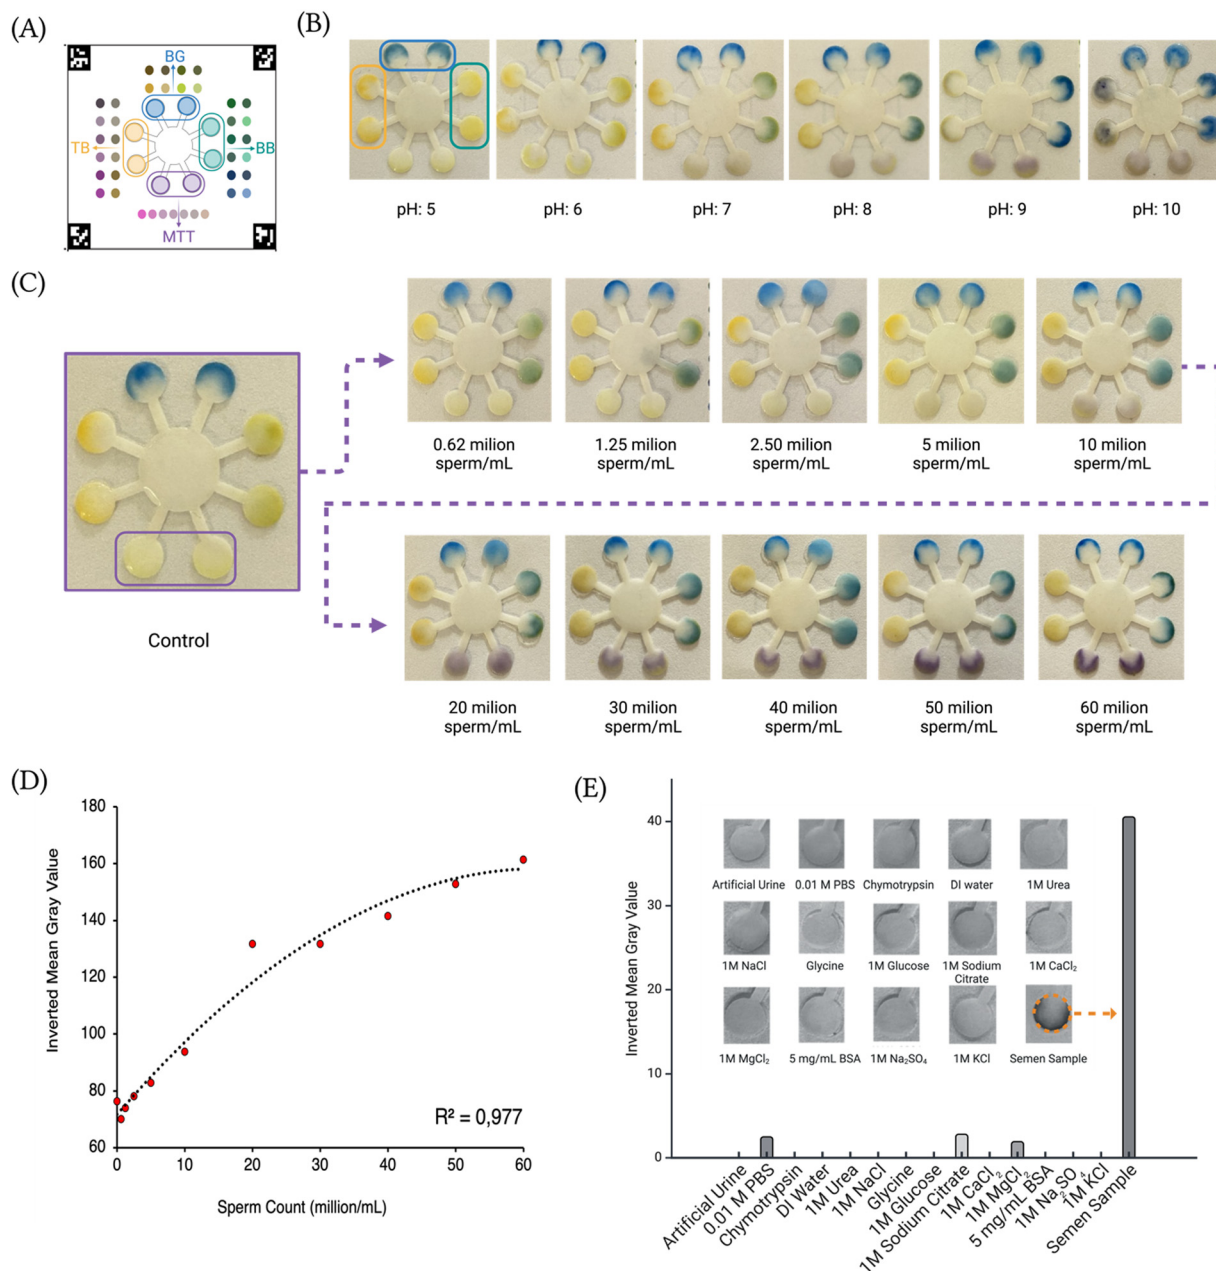 (A)
BG
TB
BB
MTT
(B)
pH: 5
pH: 6
pH: 7
pH: 8
pH: 9
pH: 10
(C)
Control
0.62 milion
sperm/mL
1.25 milion
sperm/mL
2.50 milion
sperm/mL
5 milion
sperm/mL
10 milion
sperm/mL
20 milion
sperm/mL
30 milion
sperm/mL
40 milion
sperm/mL
50 milion
sperm/mL
60 milion
sperm/mL
(D)
Inverted Mean Gray Value
180
160
140
120
100
80
60
R² = 0,977
0
10
20
30
40
50
60
Sperm Count (million/mL)
(E)
Inverted Mean Gray Value
40
30
20
10
0
Artificial Urine
0.01 M PBS
Chymotrypsin
DI water
1M Urea
1M NaCl
Glycine
1M Glucose
1M Sodium
Citrate
1M CaCl₂
1M MgCl₂
5 mg/mL BSA
1M Na₂SO₄
1M KCl
Semen Sample
Artificial Urine
0.01 M PBS
Chymotrypsin
DI Water
1M Urea
1M NaCl
Glycine
1M Glucose
1M Sodium Citrate
1M CaCl₂
1M MgCl₂
5 mg/mL BSA
1M Na₂SO₄
1M KCl
Semen Sample